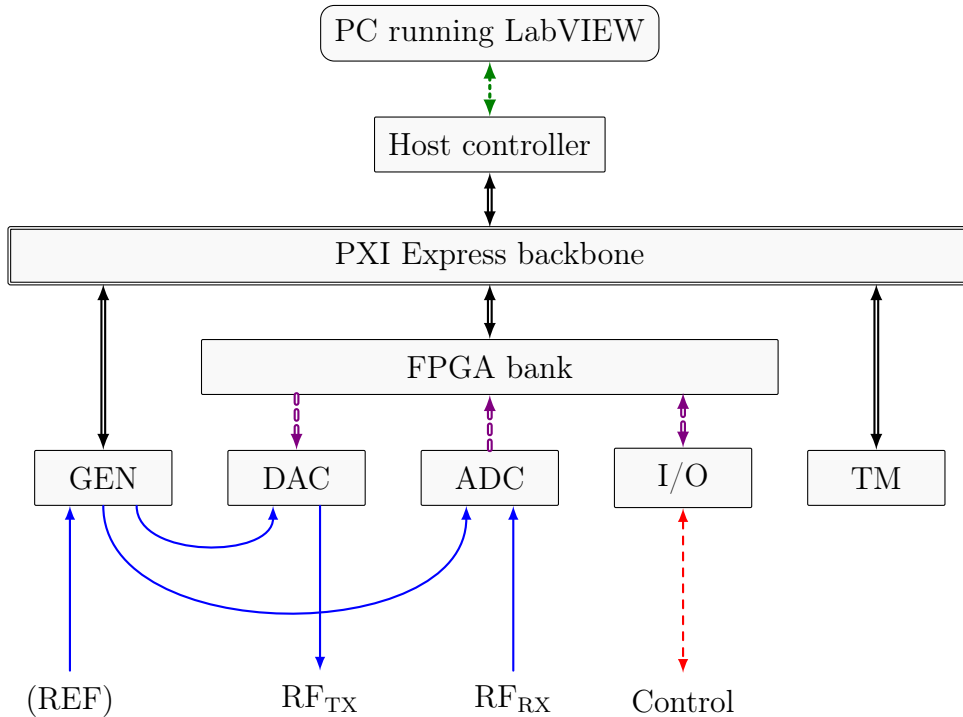 PC running LabVIEW
Host controller
PXI Express backbone
FPGA bank
GEN
DAC
ADC
I/O
TM
(REF)
RF_TX
RF_RX
Control